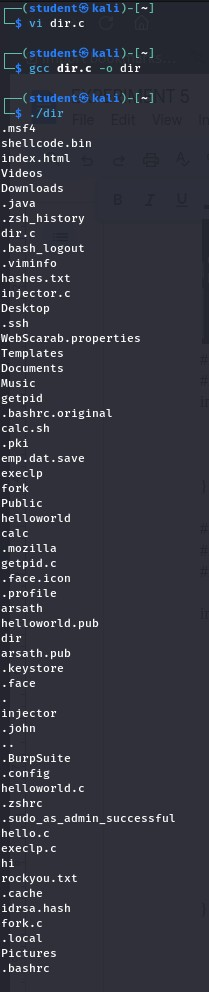 ┌──(student㉿kali)-[~]
└─$ vi dir.c
┌──(student㉿kali)-[~]
└─$ gcc dir.c -o dir
┌──(student㉿kali)-[~]
└─$ ./dir
.msf4
shellcode.bin
index.html
Videos
Downloads
.java
.zsh_history
dir.c
.bash_logout
.viminfo
hashes.txt
injector.c
Desktop
.ssh
WebScarab.properties
Templates
Documents
Music
getpid
.bashrc.original
calc.sh
.pki
emp.dat.save
execlp
fork
Public
helloworld
calc
.mozilla
getpid.c
.face.icon
.profile
arsath
helloworld.pub
dir
arsath.pub
.keystore
.face
.
injector
.john
..
.BurpSuite
.config
helloworld.c
.zshrc
.sudo_as_admin_successful
hello.c
execlp.c
hi
rockyou.txt
.cache
idrsa.hash
fork.c
.local
Pictures
.bashrc